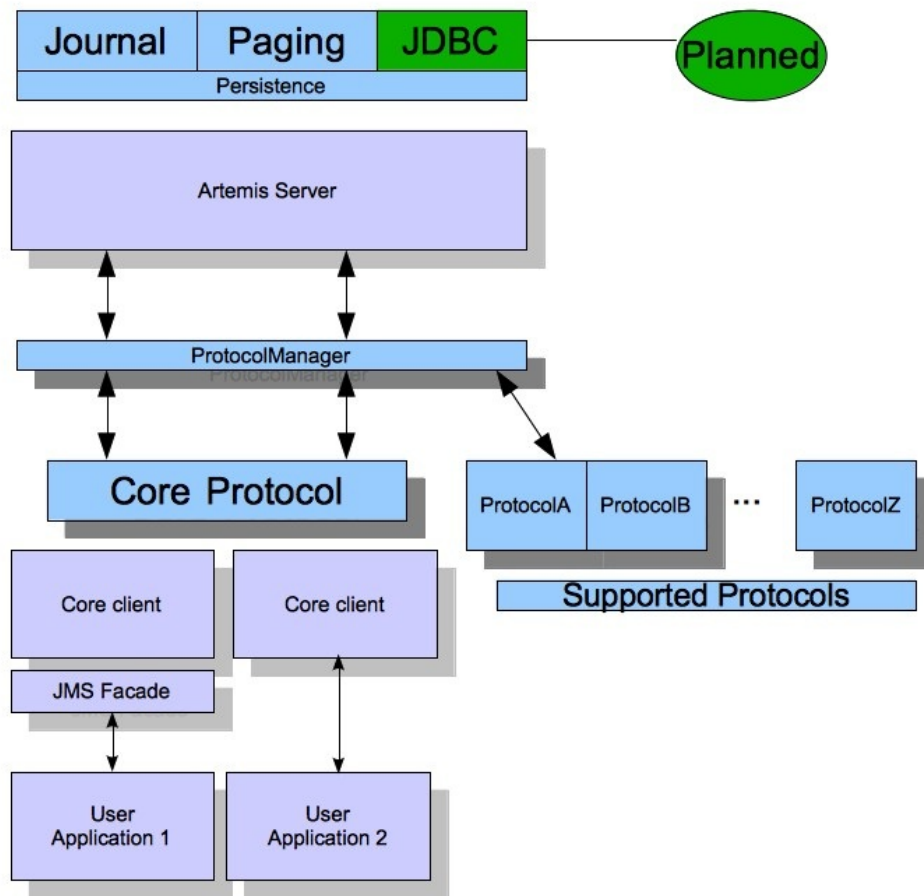 Journal
Paging
JDBC
Planned
Persistence
Artemis Server
ProtocolManager
ProtocolManager
Core Protocol
ProtocolA
ProtocolB
...
ProtocolZ
Supported Protocols
Core client
Core client
JMS Facade
User
Application 1
User
Application 2